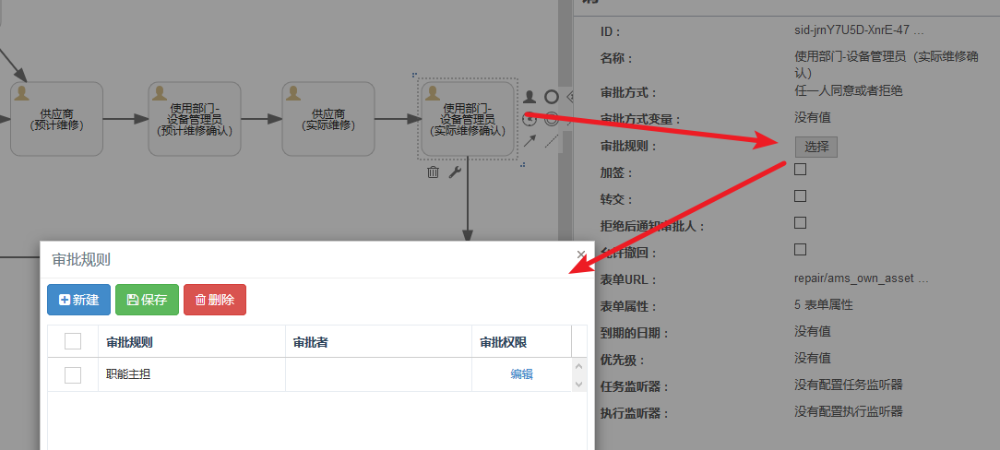 供应商
（预计维修）
使用部门-
设备管理员
（预计维修确认）
供应商
（实际维修）
使用部门-
设备管理员
（实际维修确认）
ID：
sid-jrnY7U5D-XnrE-47 ...
名称：
使用部门-设备管理员（实际维修确
认）
审批方式：
任一人同意或者拒绝
审批方式变量：
没有值
审批规则：
选择
加签：
转交：
拒绝后通知审批人：
允许撤回：
表单URL：
repair/ams_own_asset ...
表单属性：
5 表单属性
到期的日期：
没有值
优先级：
没有值
任务监听器：
没有配置任务监听器
执行监听器：
没有配置执行监听器
审批规则
×
新建
保存
删除
审批规则
审批者
审批权限
职能主担
编辑